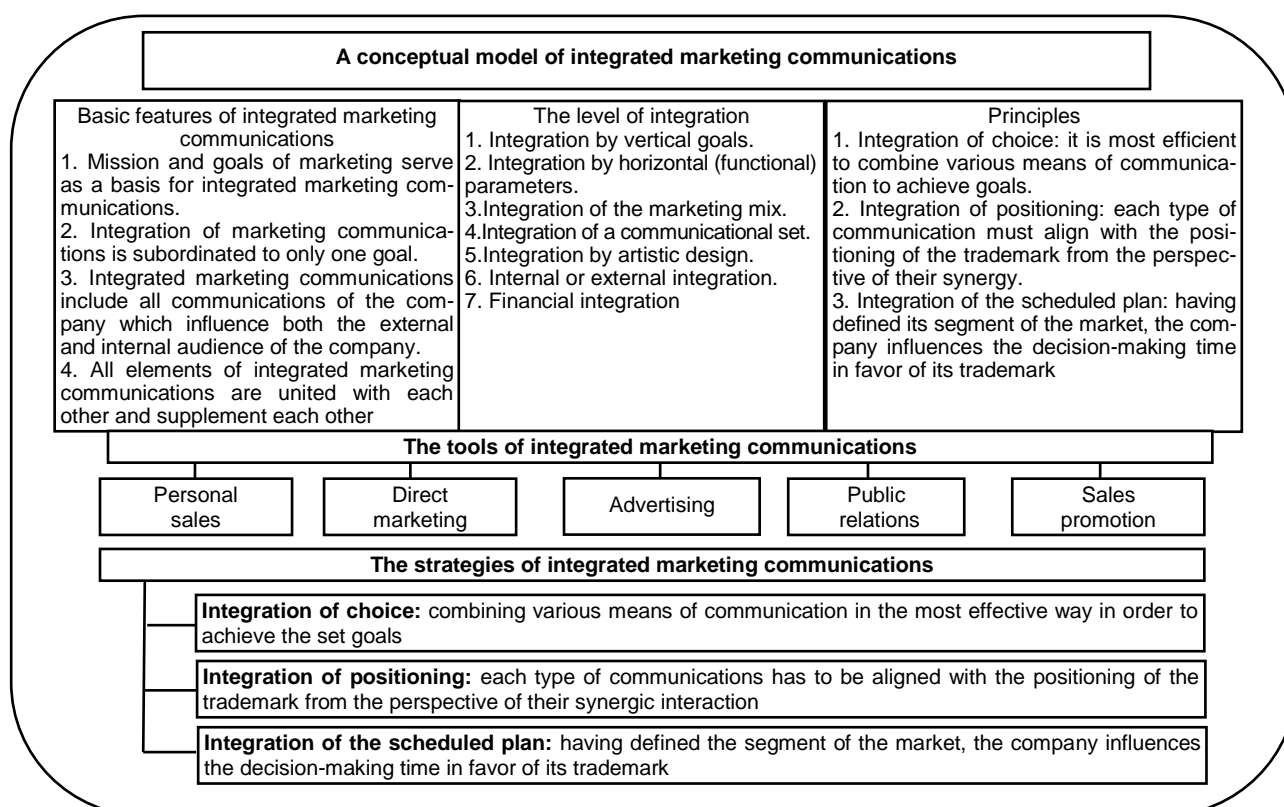 A conceptual model of integrated marketing communications
Basic features of integrated marketing
communications
1. Mission and goals of marketing serve
as a basis for integrated marketing com-
munications.
2. Integration of marketing communica-
tions is subordinated to only one goal.
3. Integrated marketing communications
include all communications of the com-
pany which influence both the external
and internal audience of the company.
4. All elements of integrated marketing
communications are united with each
other and supplement each other
The level of integration
1. Integration by vertical goals.
2. Integration by horizontal (functional)
parameters.
3.Integration of the marketing mix.
4.Integration of a communicational set.
5.Integration by artistic design.
6. Internal or external integration.
7. Financial integration
Principles
1. Integration of choice: it is most efficient
to combine various means of communica-
tion to achieve goals.
2. Integration of positioning: each type of
communication must align with the posi-
tioning of the trademark from the perspec-
tive of their synergy.
3. Integration of the scheduled plan: having
defined its segment of the market, the com-
pany influences the decision-making time
in favor of its trademark
The tools of integrated marketing communications
Personal
sales
Direct
marketing
Advertising
Public
relations
Sales
promotion
The strategies of integrated marketing communications
Integration of choice: combining various means of communication in the most effective way in order to
achieve the set goals
Integration of positioning: each type of communications has to be aligned with the positioning of the
trademark from the perspective of their synergic interaction
Integration of the scheduled plan: having defined the segment of the market, the company influences
the decision-making time in favor of its trademark